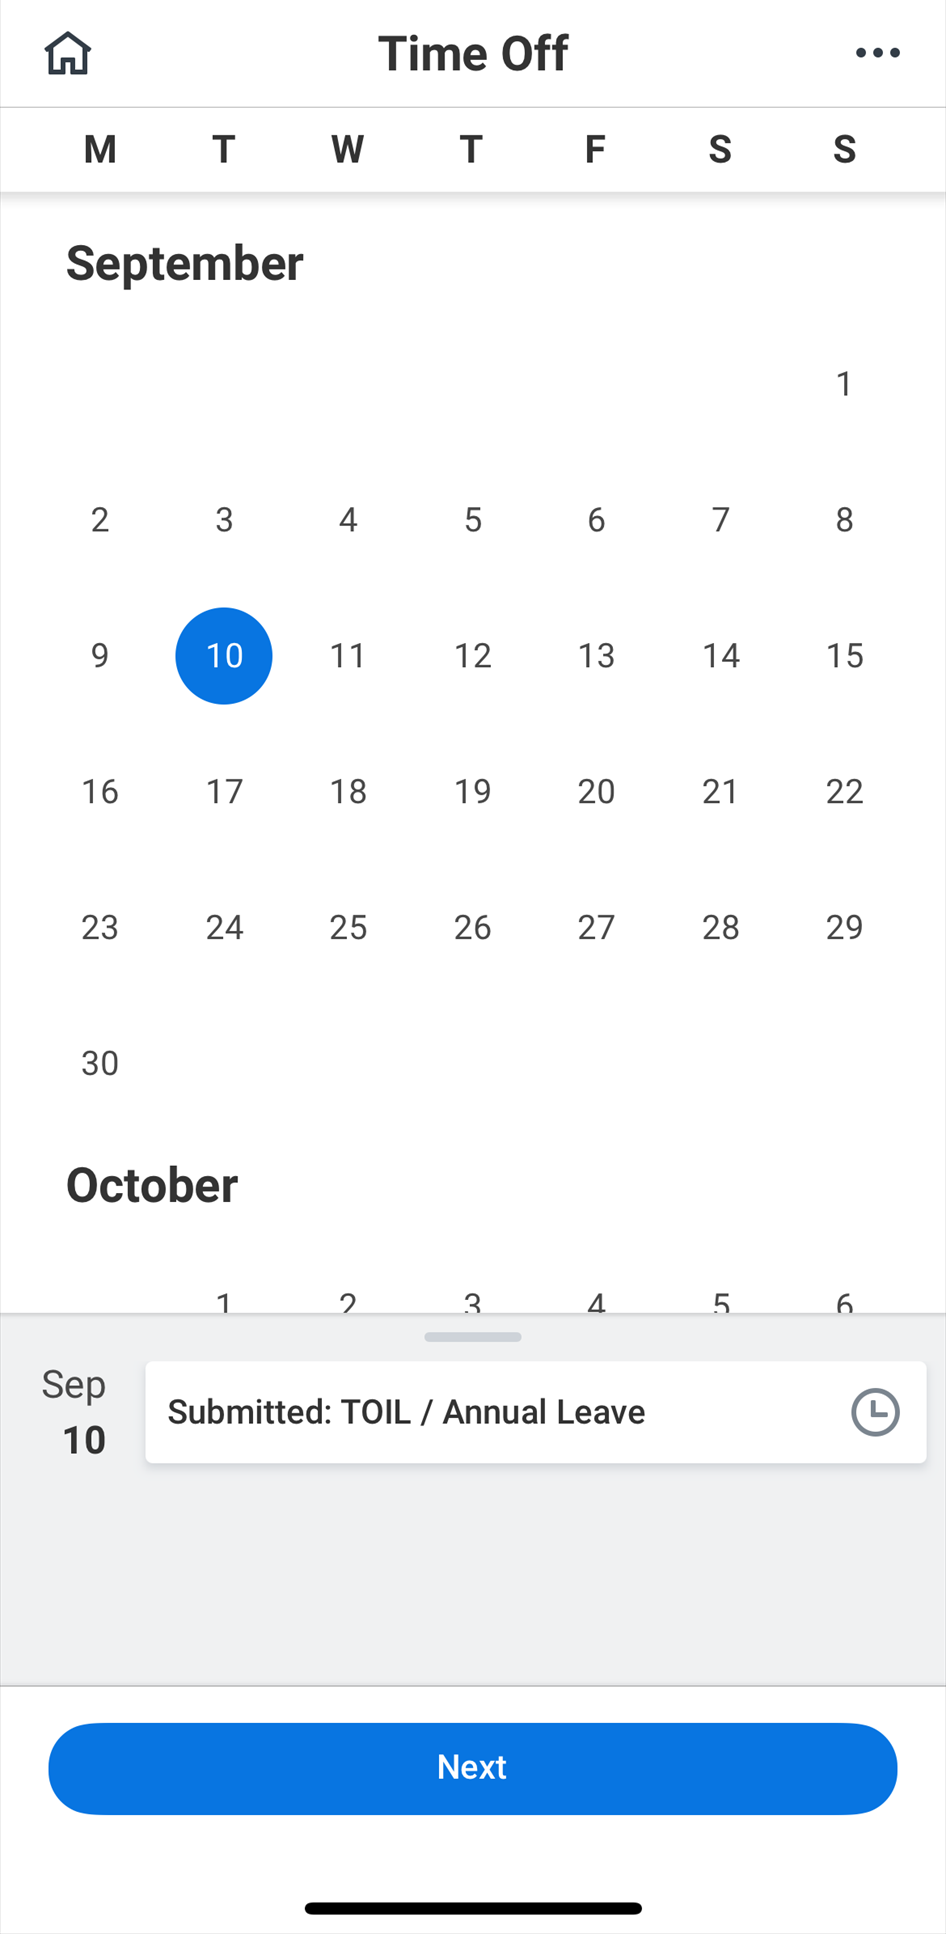 Time Off
M T W T F S S
September
1
2 3 4 5 6 7 8
9 10 11 12 13 14 15
16 17 18 19 20 21 22
23 24 25 26 27 28 29
30
October
1 2 3 4 5 6
Sep
10
Submitted: TOIL / Annual Leave
Next